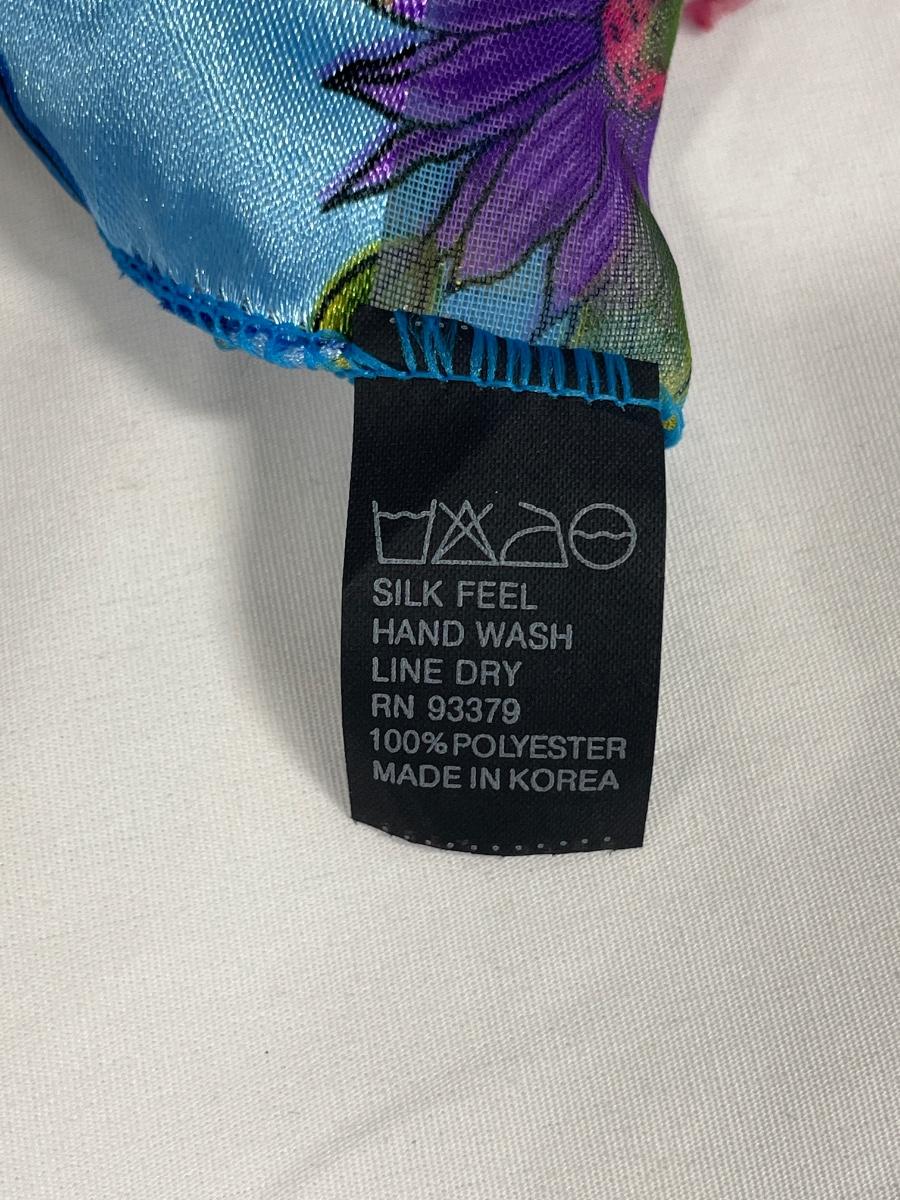 SILK FEEL
HAND WASH
LINE DRY
RN 93379
100% POLYESTER
MADE IN KOREA